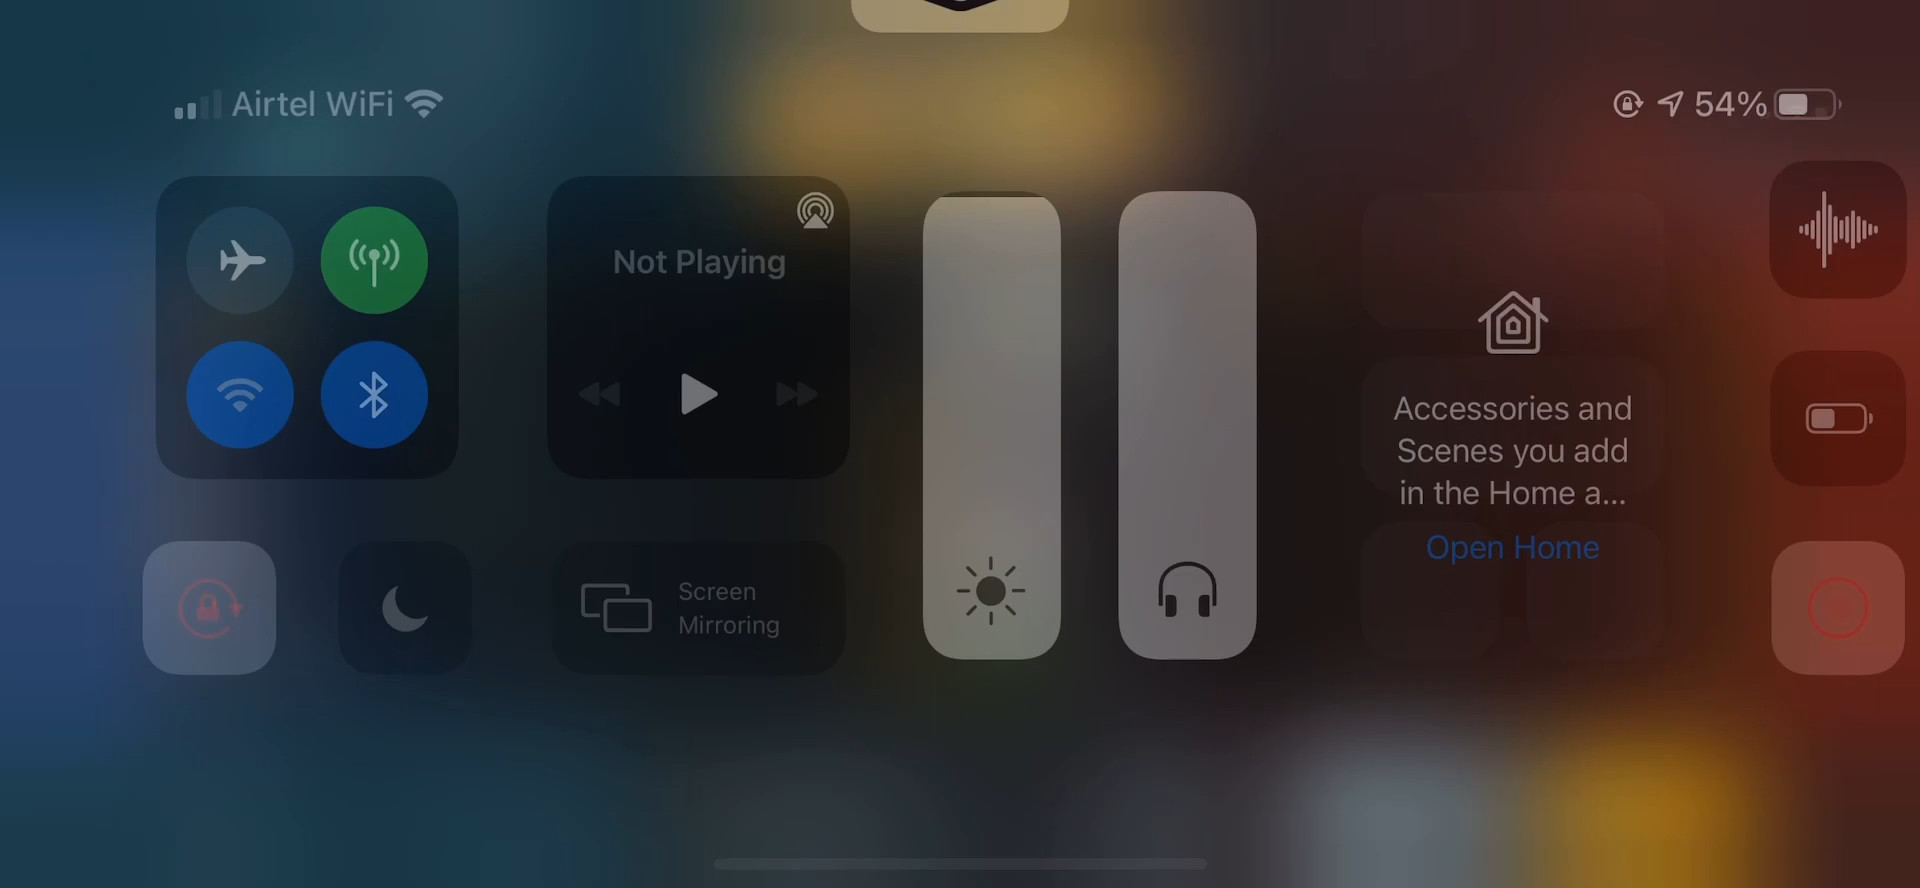 Airtel WiFi
54%
Not Playing
Accessories and
Scenes you add
in the Home a...
Open Home
Screen
Mirroring